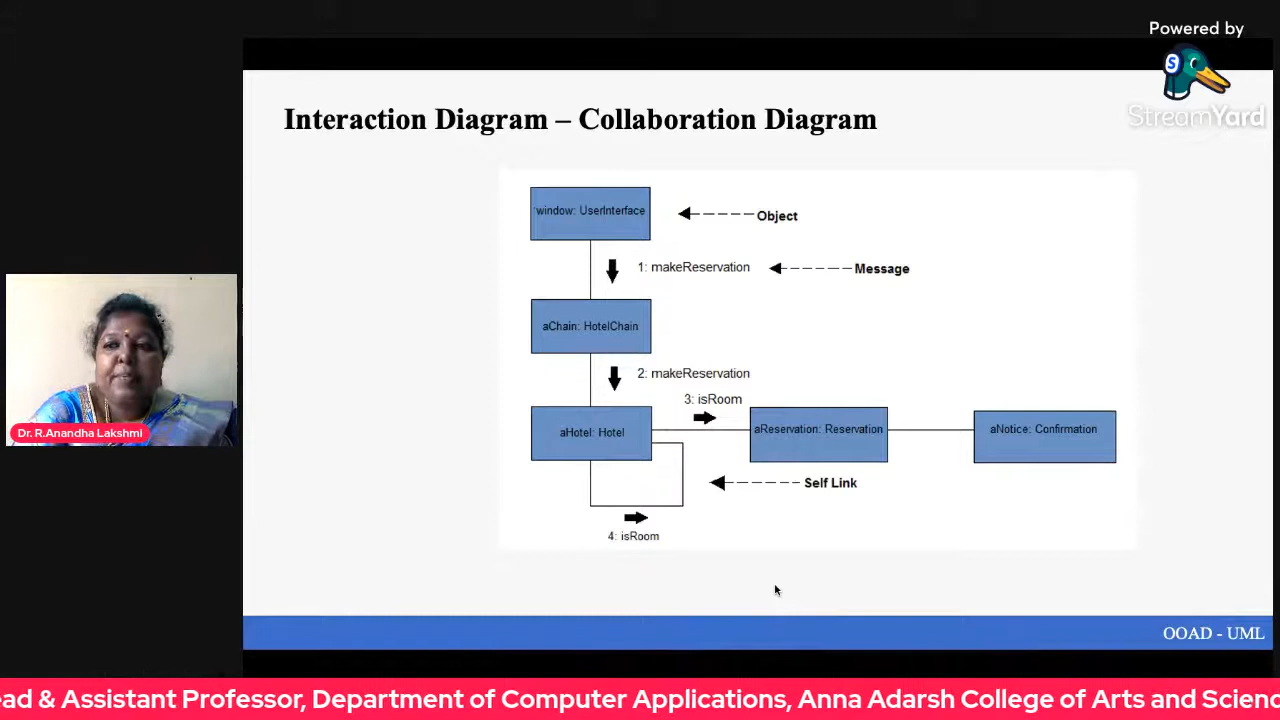 Powered by
StreamYard
Interaction Diagram – Collaboration Diagram
window: UserInterface
Object
1: makeReservation
Message
aChain: HotelChain
2: makeReservation
3: isRoom
aHotel: Hotel
aReservation: Reservation
aNotice: Confirmation
Self Link
4: isRoom
Dr. R.Anandha Lakshmi
OOAD - UML
ead & Assistant Professor, Department of Computer Applications, Anna Adarsh College of Arts and Scienc